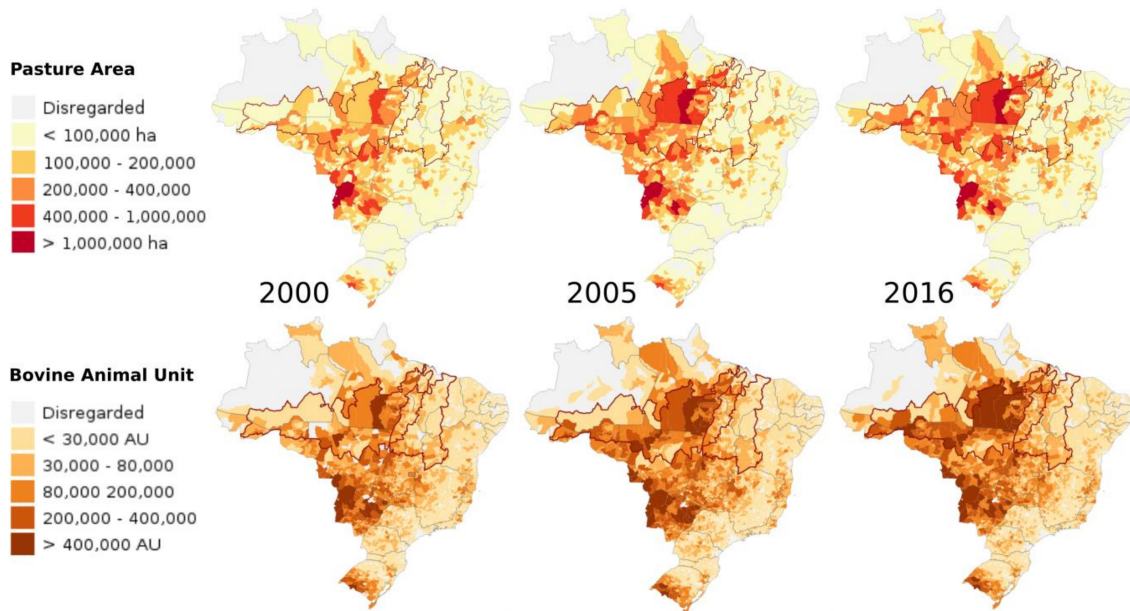 Pasture Area
Disregarded
< 100,000 ha
100,000 - 200,000
200,000 - 400,000
400,000 - 1,000,000
> 1,000,000 ha
2000
2005
2016
Bovine Animal Unit
Disregarded
< 30,000 AU
30,000 - 80,000
80,000 200,000
200,000 - 400,000
> 400,000 AU